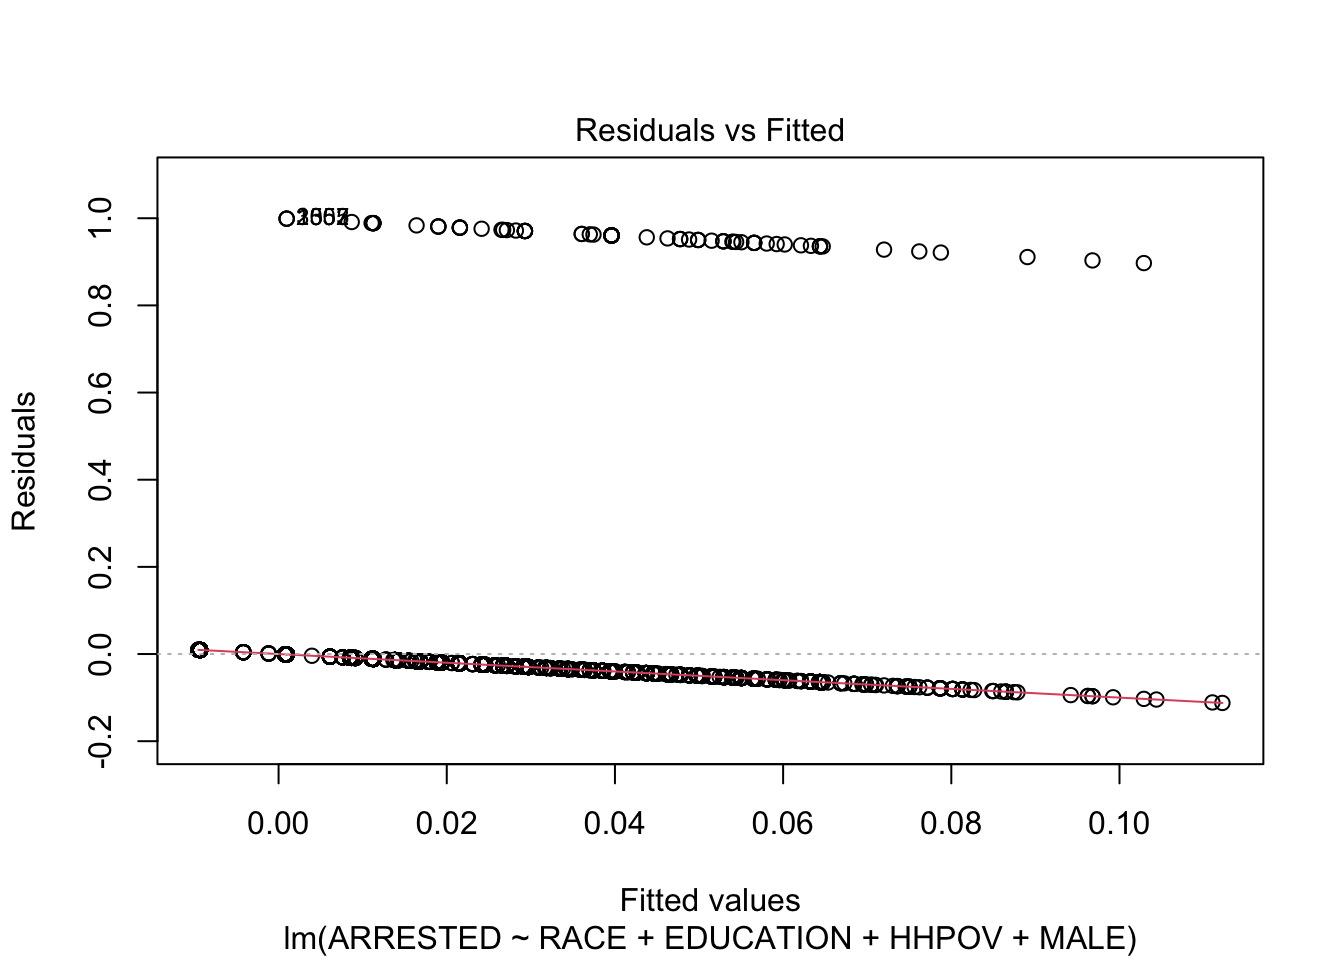 Residuals vs Fitted
Residuals
1.0
0.8
0.6
0.4
0.2
0.0
-0.2
0.00 0.02 0.04 0.06 0.08 0.10
Fitted values
lm(ARRESTED ~ RACE + EDUCATION + HHPOV + MALE)